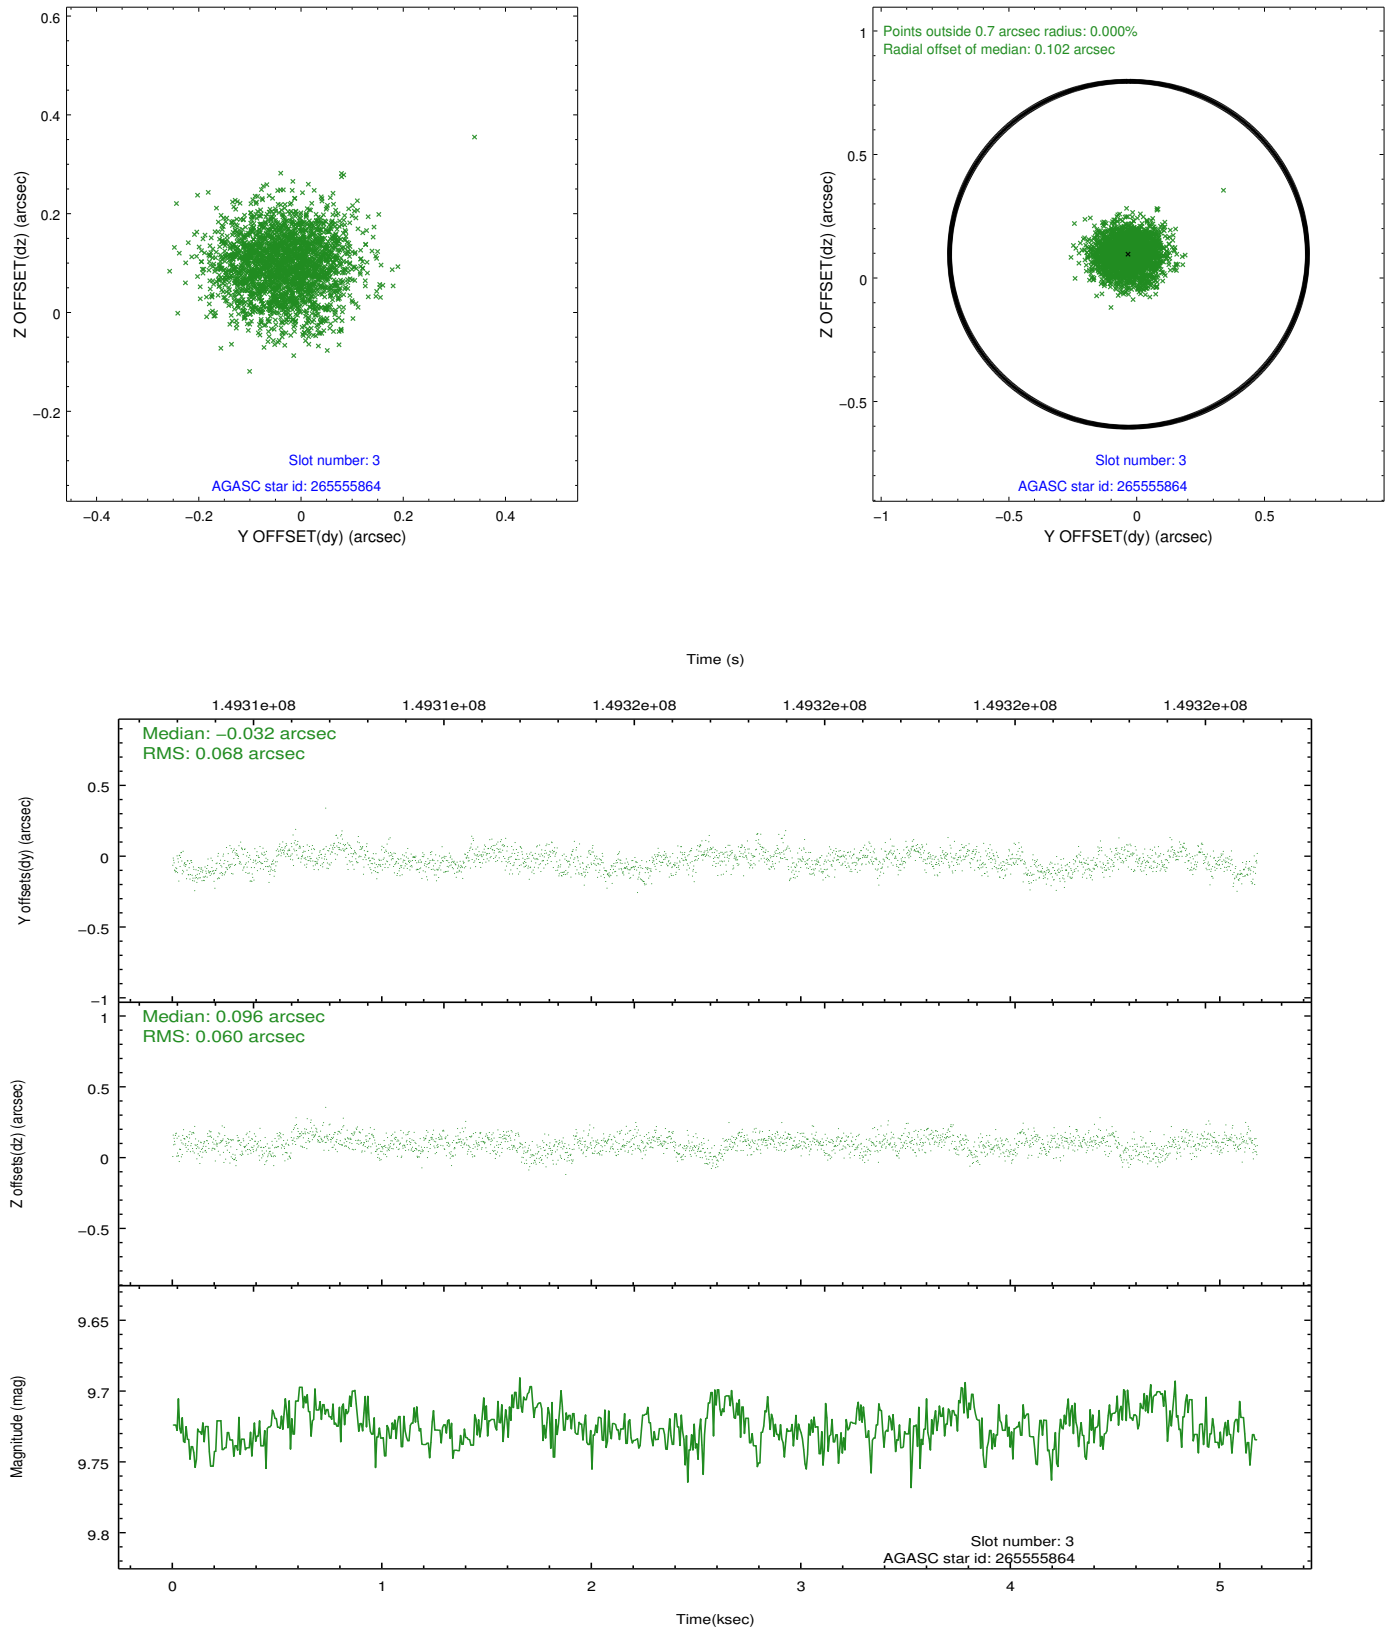 0.6
0.4
0.2
0
−0.2
Z OFFSET(dz) (arcsec)
Slot number: 3
AGASC star id: 265555864
−0.4
−0.2
0
0.2
0.4
Y OFFSET(dy) (arcsec)
Points outside 0.7 arcsec radius: 0.000%
Radial offset of median: 0.102 arcsec
1
0.5
0
−0.5
Z OFFSET(dz) (arcsec)
Slot number: 3
AGASC star id: 265555864
−1
−0.5
0
0.5
Y OFFSET(dy) (arcsec)
Time (s)
1.4931e+08
1.4931e+08
1.4932e+08
1.4932e+08
1.4932e+08
1.4932e+08
Median: −0.032 arcsec
RMS: 0.068 arcsec
0.5
0
−0.5
−1
Y offsets(dy) (arcsec)
Median: 0.096 arcsec
RMS: 0.060 arcsec
1
0.5
0
−0.5
Z offsets(dz) (arcsec)
9.65
9.7
9.75
9.8
Magnitude (mag)
Slot number: 3
AGASC star id: 265555864
0
1
2
3
4
5
Time(ksec)